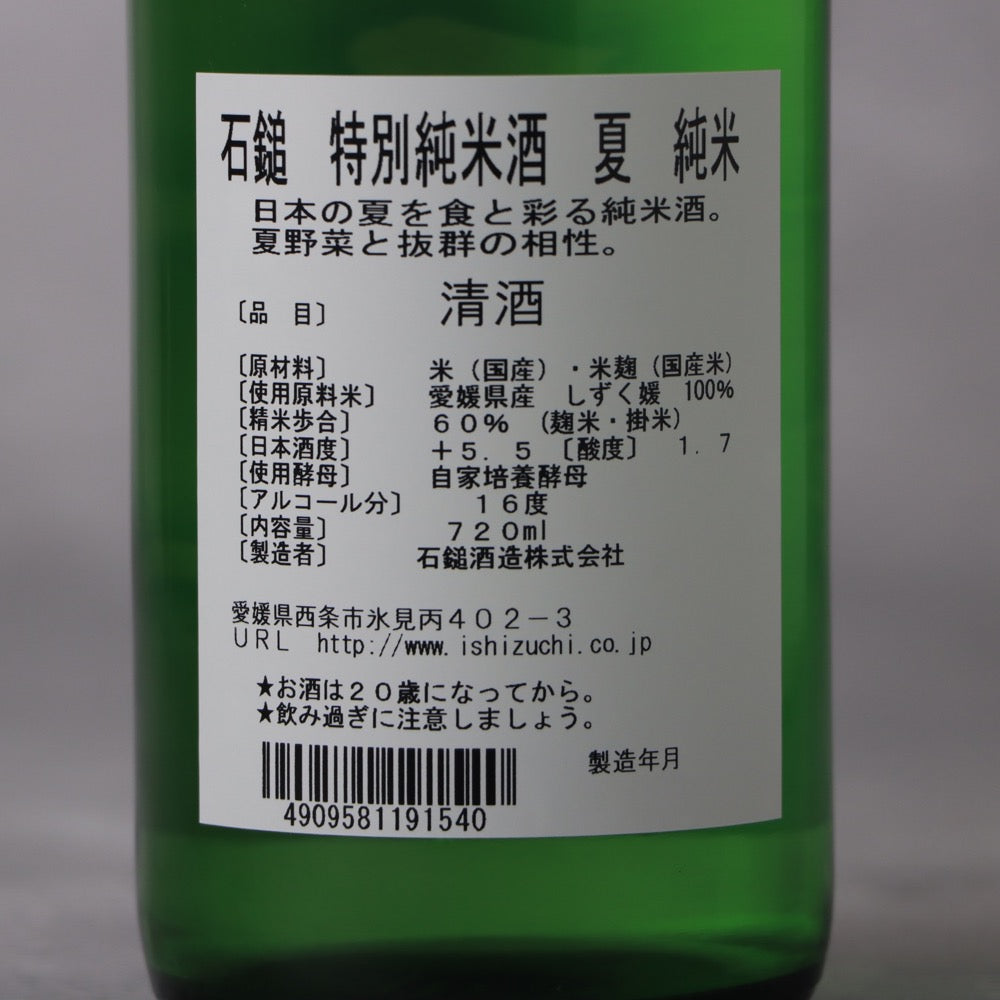 石鎚　特別純米酒　夏　純米
日本の夏を食と彩る純米酒。
夏野菜と抜群の相性。
〔品　目〕　清酒
〔原材料〕　米（国産）・米麹（国産米）
〔使用原料米〕　愛媛県産　しずく媛　100%
〔精米歩合〕　６０％　（麹米・掛米）
〔日本酒度〕　＋５．５　〔酸度〕　１．７
〔使用酵母〕　自家培養酵母
〔アルコール分〕　１６度
〔内容量〕　７２０ml
〔製造者〕　石鎚酒造株式会社
愛媛県西条市氷見丙４０２－３
ＵＲＬ　http://www.ishizuchi.co.jp
★お酒は２０歳になってから。
★飲み過ぎに注意しましょう。
製造年月
4909581191540